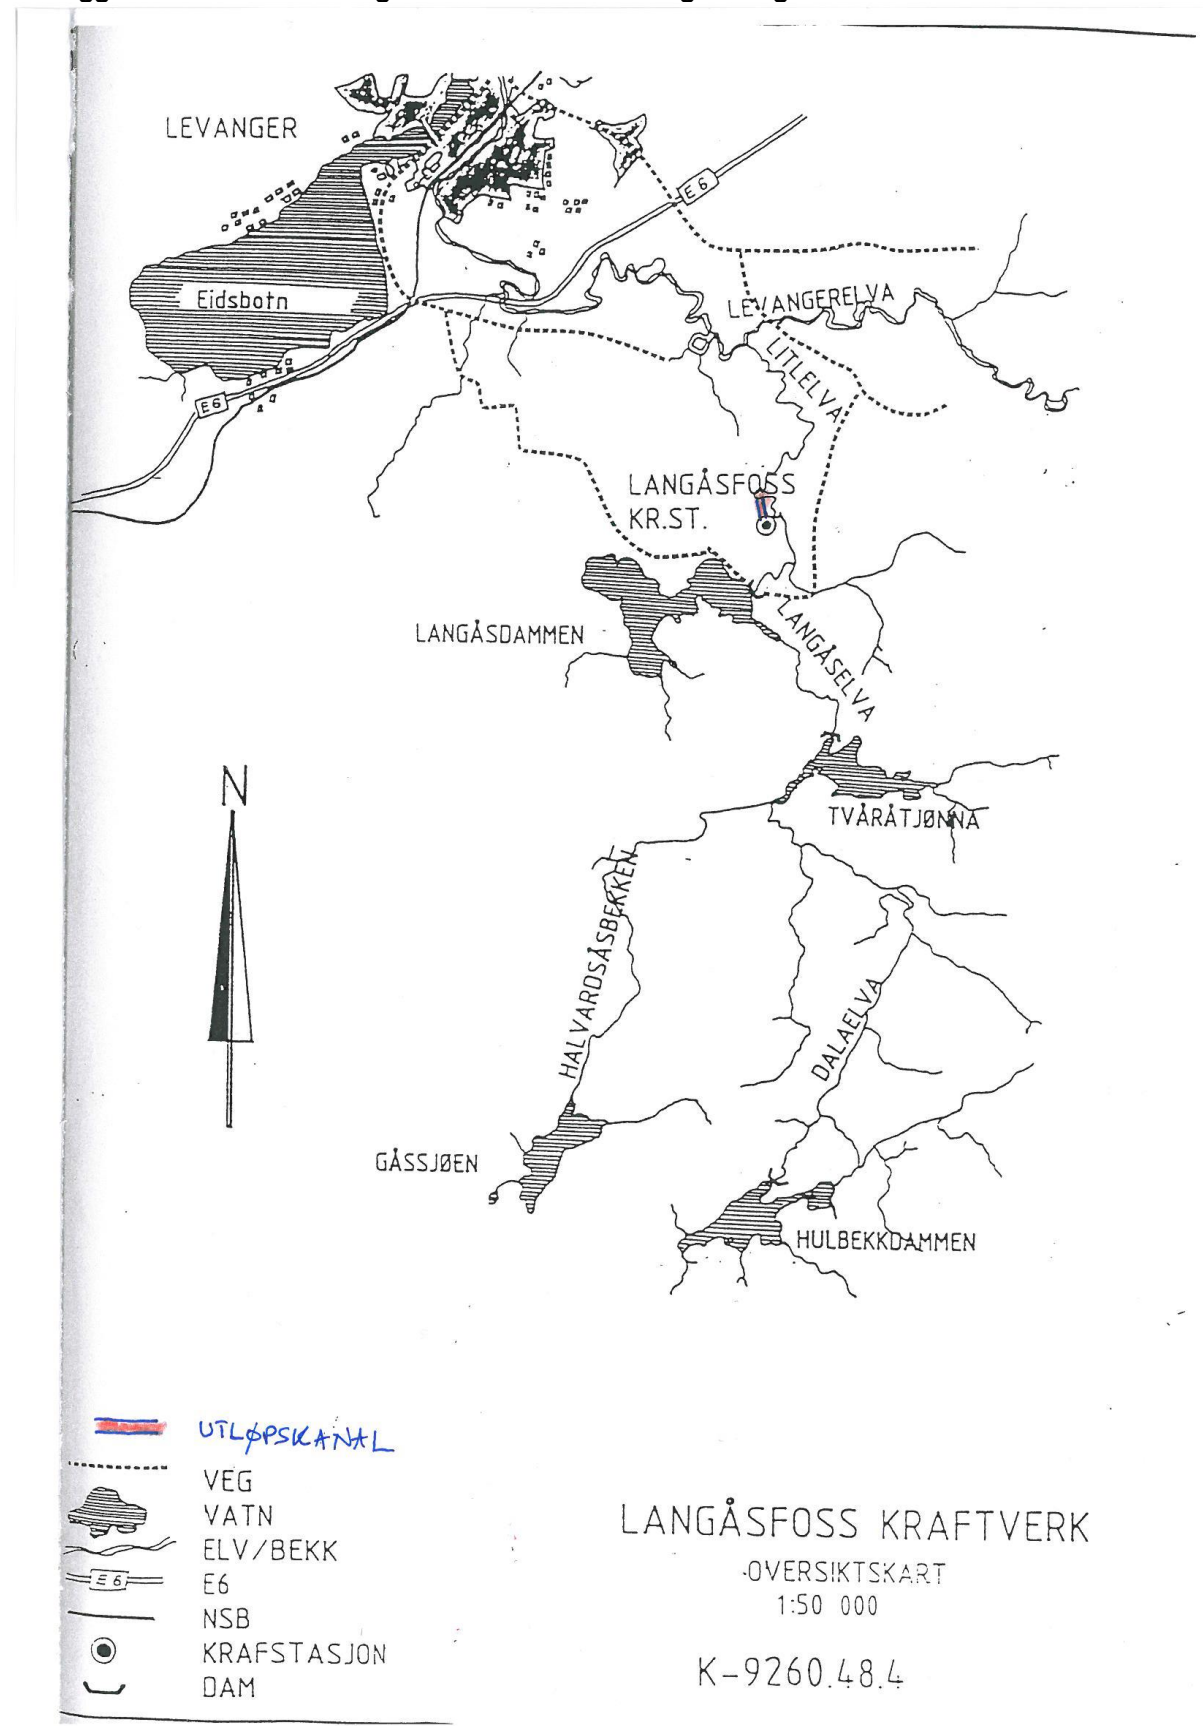 LEVANGER
E6
Eidsbotn
LEVANGERELVA
LITLELVA
E6
LANGÅSFOSS
KR.ST.
LANGÅSDAMMEN
LANGÅSELVA
N
TVÅRÅTJØNNA
HALVARDSÅSBEKKEN
DALAELVA
GÅSSJØEN
HULBEKKDAMMEN
UTLØPSKANAL
VEG
VATN
ELV/BEKK
E6
E6
NSB
KRAFSTASJON
DAM
LANGÅSFOSS KRAFTVERK
OVERSIKTSKART
1:50 000
K-9260.48.4